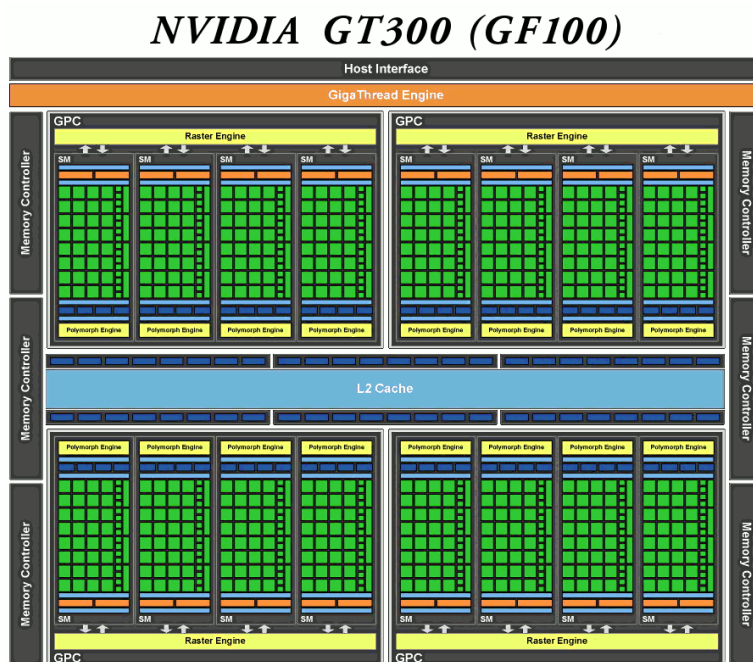 NVIDIA GT300 (GF100)
Host Interface
GigaThread Engine
GPC
GPC
Raster Engine
Raster Engine
Memory Controller
Memory Controller
SM
SM
SM
SM
SM
SM
SM
SM
Polymorph Engine
Polymorph Engine
Polymorph Engine
Polymorph Engine
Polymorph Engine
Polymorph Engine
Polymorph Engine
Polymorph Engine
Memory Controller
Memory Controller
L2 Cache
Polymorph Engine
Polymorph Engine
Polymorph Engine
Polymorph Engine
Polymorph Engine
Polymorph Engine
Polymorph Engine
Polymorph Engine
Memory Controller
Memory Controller
SM
SM
SM
SM
SM
SM
SM
SM
Raster Engine
Raster Engine
GPC
GPC